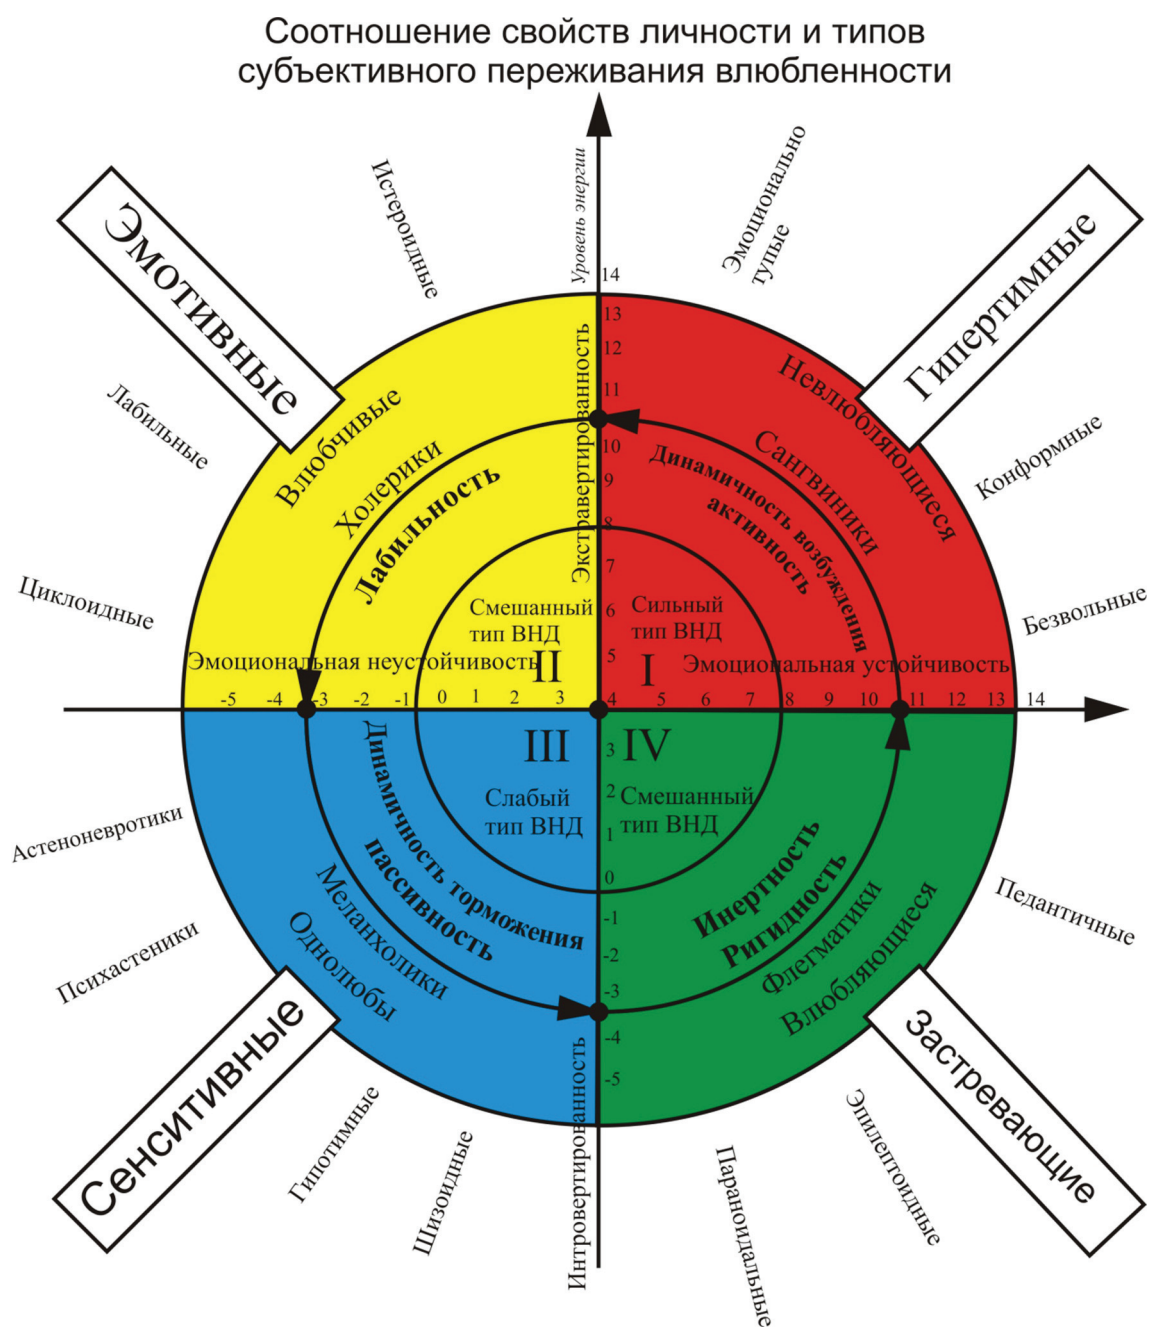 Соотношение свойств личности и типов
субъективного переживания влюбленности
Уровень энергии
Истероидные
Эмоционально
тупые
Эмотивные
Гипертимные
Лабильные
Конформные
Циклоидные
Безвольные
14
13
12
11
10
9
8
7
6
5
Экстравертированность
Влюбчивые
Холерики
Лабильность
Невлюбляющиеся
Сангвиники
Динамичность возбуждения
активность
Смешанный
тип ВНД
II
Сильный
тип ВНД
I
Эмоциональная неустойчивость
Эмоциональная устойчивость
-5 -4 -3 -2 -1 0 1 2 3 4 5 6 7 8 9 10 11 12 13 14
III
Слабый
тип ВНД
IV
Смешанный
тип ВНД
3
2
1
0
-1
-2
-3
-4
-5
Динамичность торможения
пассивность
Меланхолики
Однолюбы
Инертность
Ригидность
Флегматики
Влюбляющиеся
Интровертированность
Астеноневротики
Психастеники
Сенситивные
Гипотимные
Шизоидные
Педантичные
Застревающие
Эпилептоидные
Параноидальные